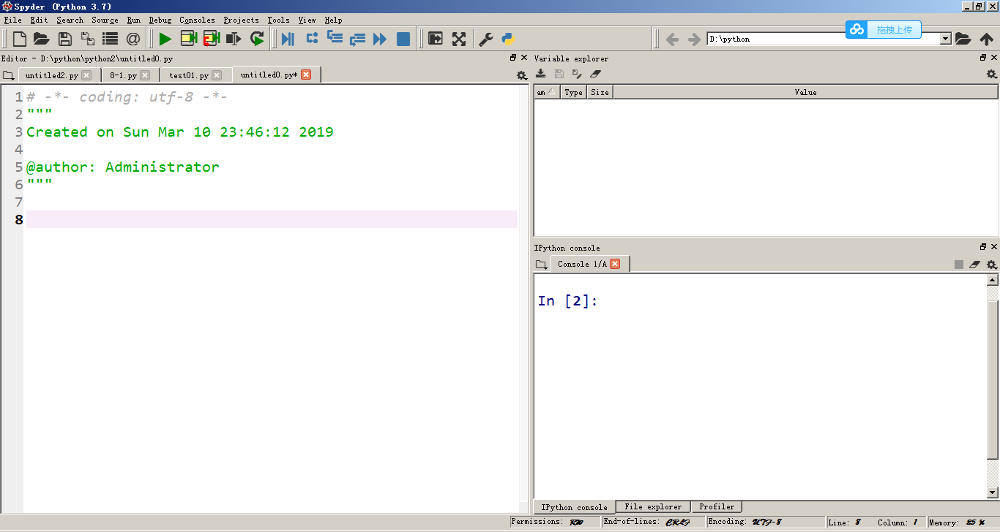 Spyder (Python 3.7)
File Edit Search Source Run Debug Consoles Projects Tools View Help
D:\python
拖拽上传
Editor - D:\python\python2\untitled0.py
untitled2.py 8-1.py test01.py untitled0.py*
1 # -*- coding: utf-8 -*-
2 """
3 Created on Sun Mar 10 23:46:12 2019
4
5 @author: Administrator
6 """
7
8
Variable explorer
am Type Size Value
IPython console
Console 1/A
In [2]:
IPython console File explorer Profiler
Permissions: RW End-of-lines: CRLF Encoding: UTF-8 Line: 8 Column: 1 Memory: 25 %